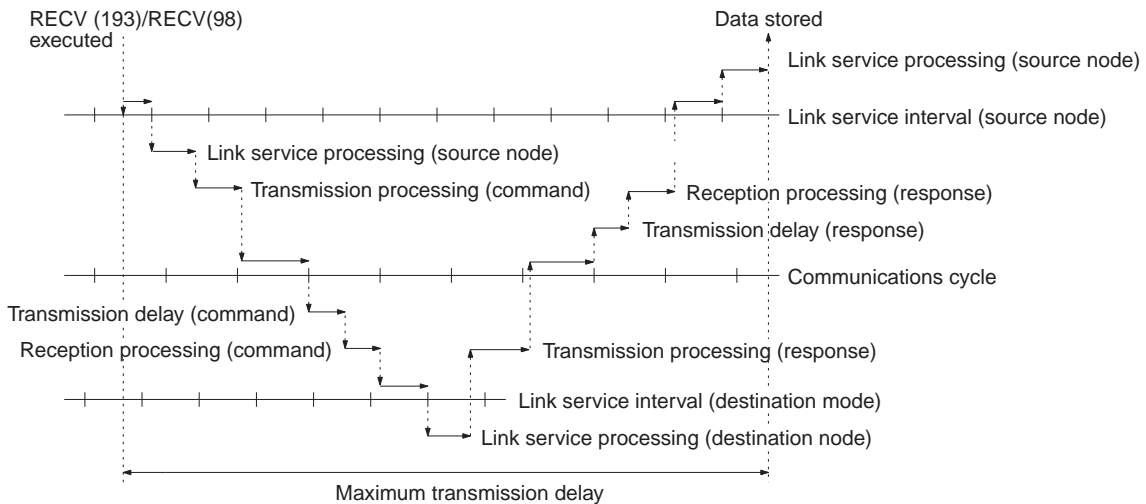 RECV (193)/RECV(98)
executed
Data stored
Link service processing (source node)
Link service interval (source node)
Link service processing (source node)
Transmission processing (command)
Reception processing (response)
Transmission delay (response)
Communications cycle
Transmission delay (command)
Reception processing (command)
Transmission processing (response)
Link service interval (destination mode)
Link service processing (destination node)
Maximum transmission delay